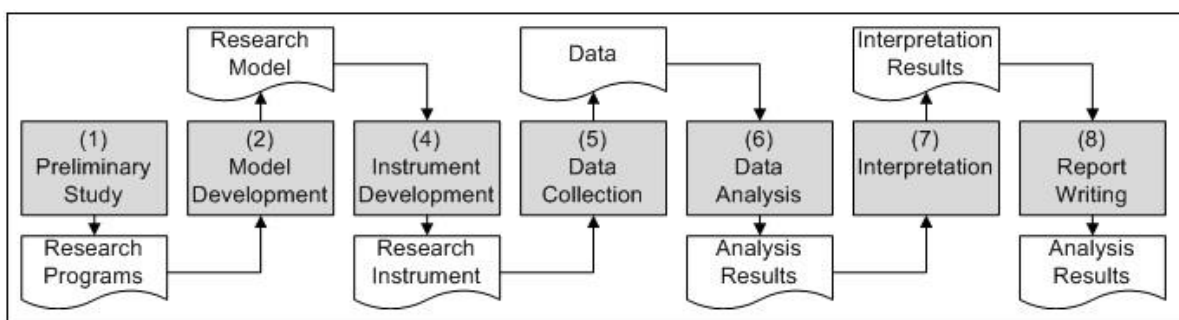 Research
Model
Data
Interpretation
Results
(1)
Preliminary
Study
(2)
Model
Development
(4)
Instrument
Development
(5)
Data
Collection
(6)
Data
Analysis
(7)
Interpretation
(8)
Report
Writing
Research
Programs
Research
Instrument
Analysis
Results
Analysis
Results